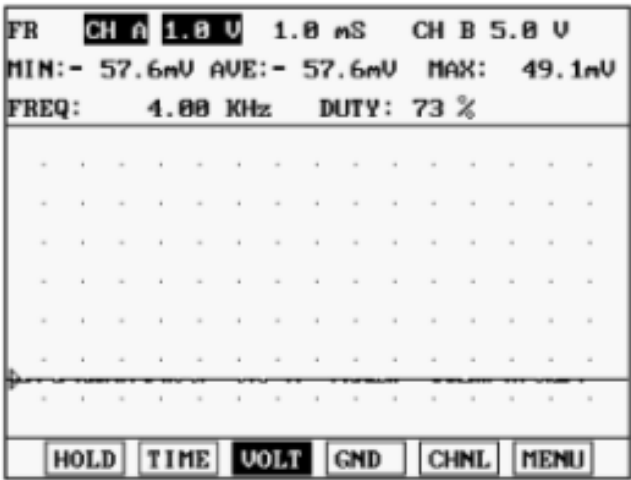 FR CH A 1.0 V 1.0 mS CH B 5.0 V
MIN:- 57.6mV AVE:- 57.6mV MAX: 49.1mV
FREQ: 4.00 KHz DUTY: 73 %
HOLD TIME VOLT GND CHNL MENU